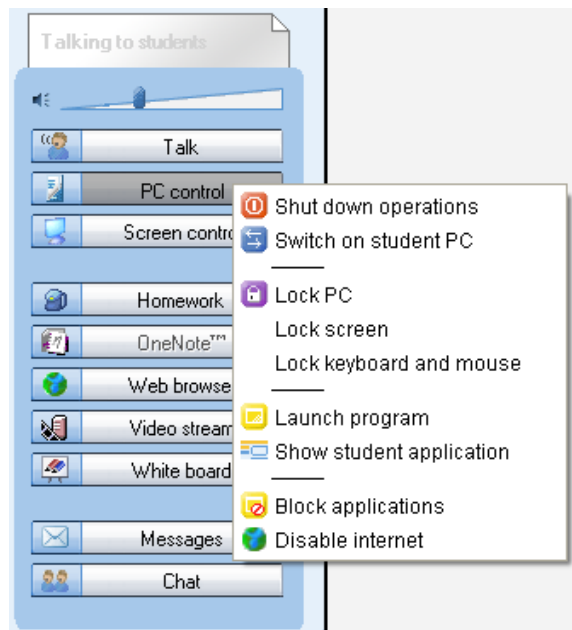 Talking to students
Talk
PC control
Screen contro
Homework
OneNote™
Web browse
Video stream
White board
Messages
Chat
Shut down operations
Switch on student PC
Lock PC
Lock screen
Lock keyboard and mouse
Launch program
Show student application
Block applications
Disable internet